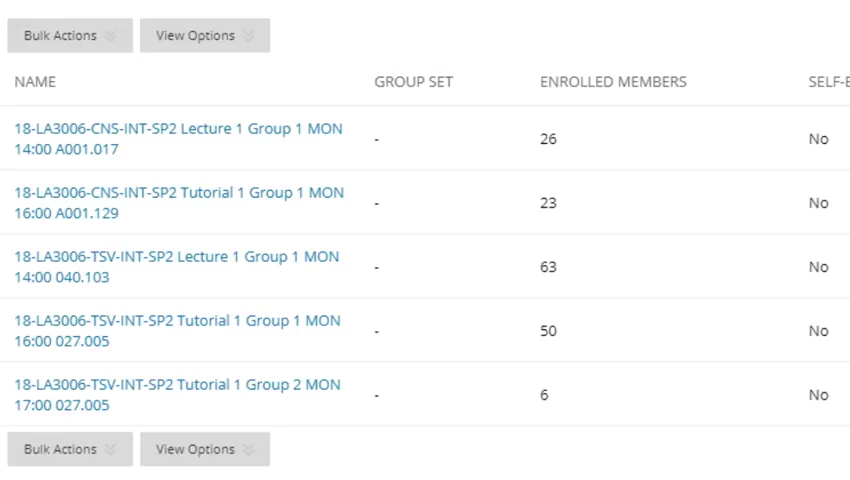 Bulk Actions View Options
NAME GROUP SET ENROLLED MEMBERS SELF-E
18-LA3006-CNS-INT-SP2 Lecture 1 Group 1 MON
14:00 A001.017
- 26 No
18-LA3006-CNS-INT-SP2 Tutorial 1 Group 1 MON
16:00 A001.129
- 23 No
18-LA3006-TSV-INT-SP2 Lecture 1 Group 1 MON
14:00 040.103
- 63 No
18-LA3006-TSV-INT-SP2 Tutorial 1 Group 1 MON
16:00 027.005
- 50 No
18-LA3006-TSV-INT-SP2 Tutorial 1 Group 2 MON
17:00 027.005
- 6 No
Bulk Actions View Options